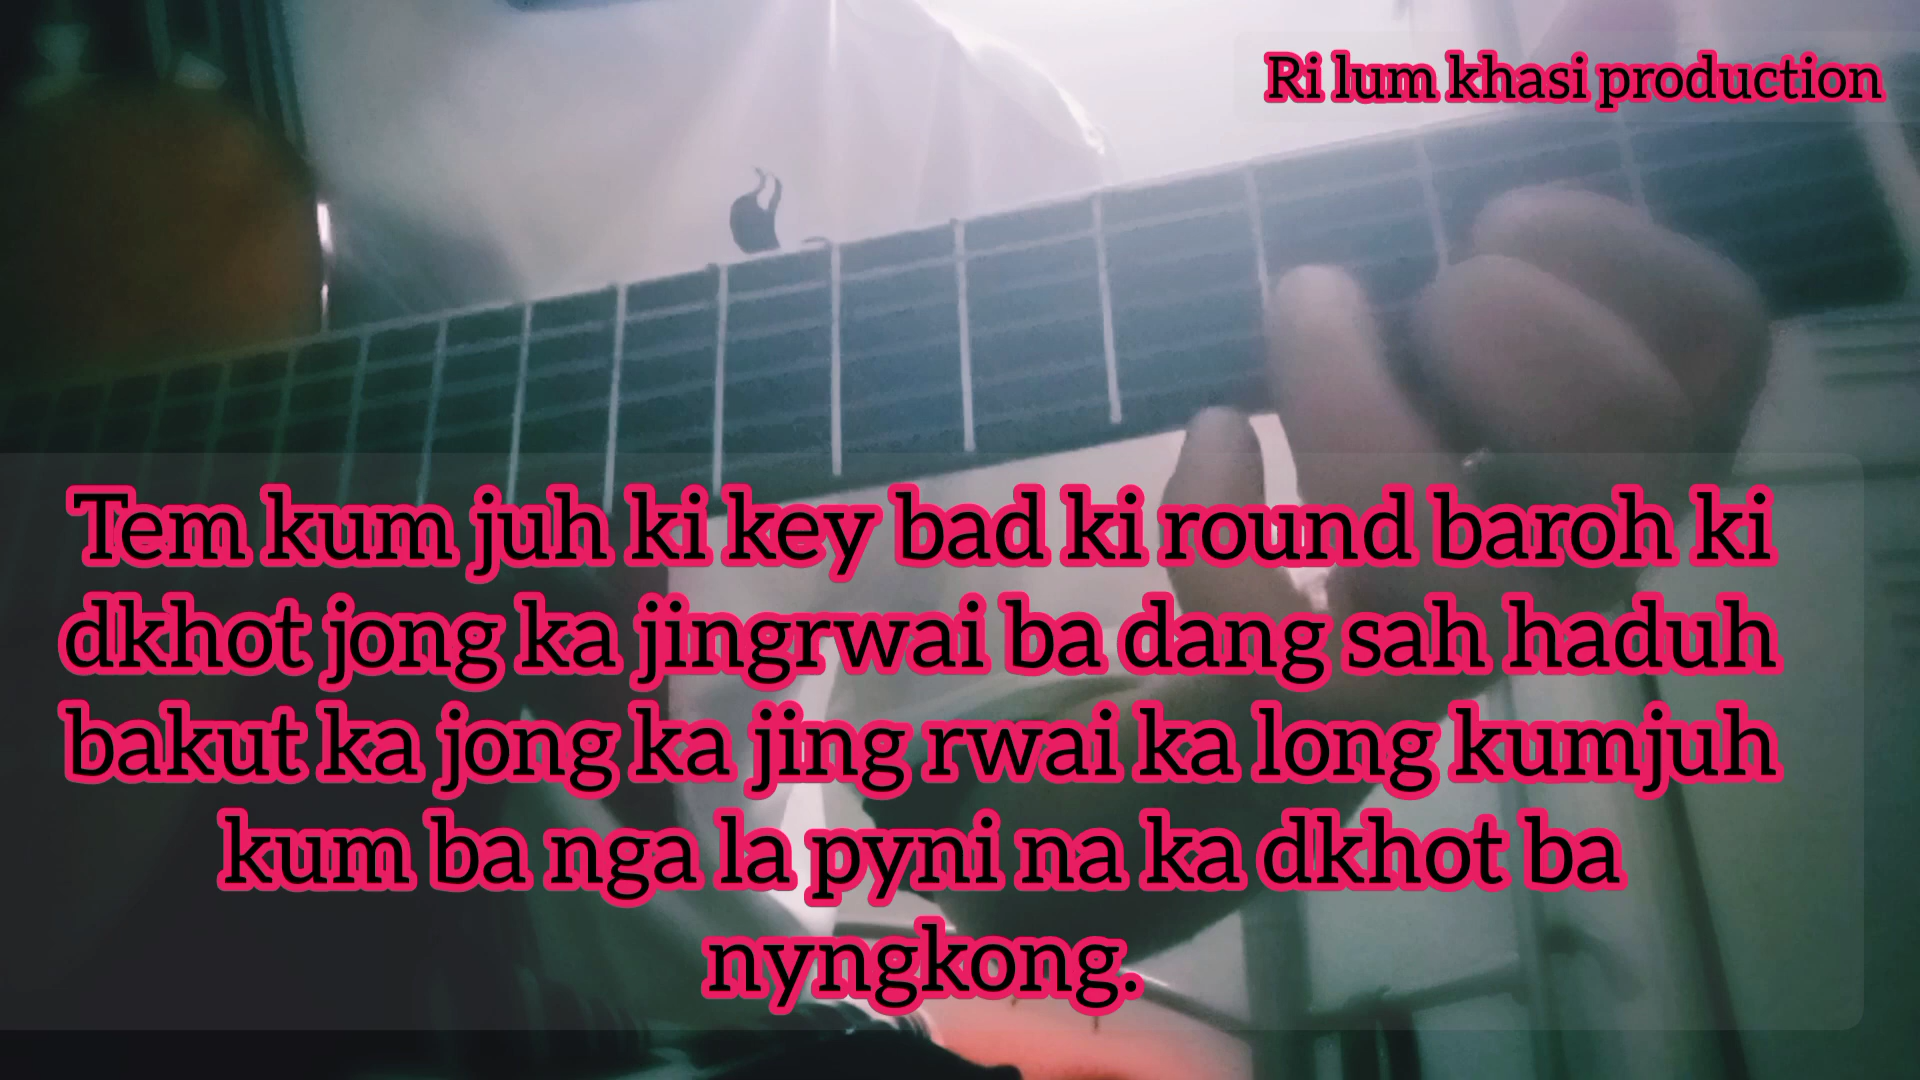 Ri lum khasi production
Tem kum juh ki key bad ki round baroh ki
dkhot jong ka jingrwai ba dang sah haduh
bakut ka jong ka jing rwai ka long kumjuh
kum ba nga la pyni na ka dkhot ba
nyngkong.